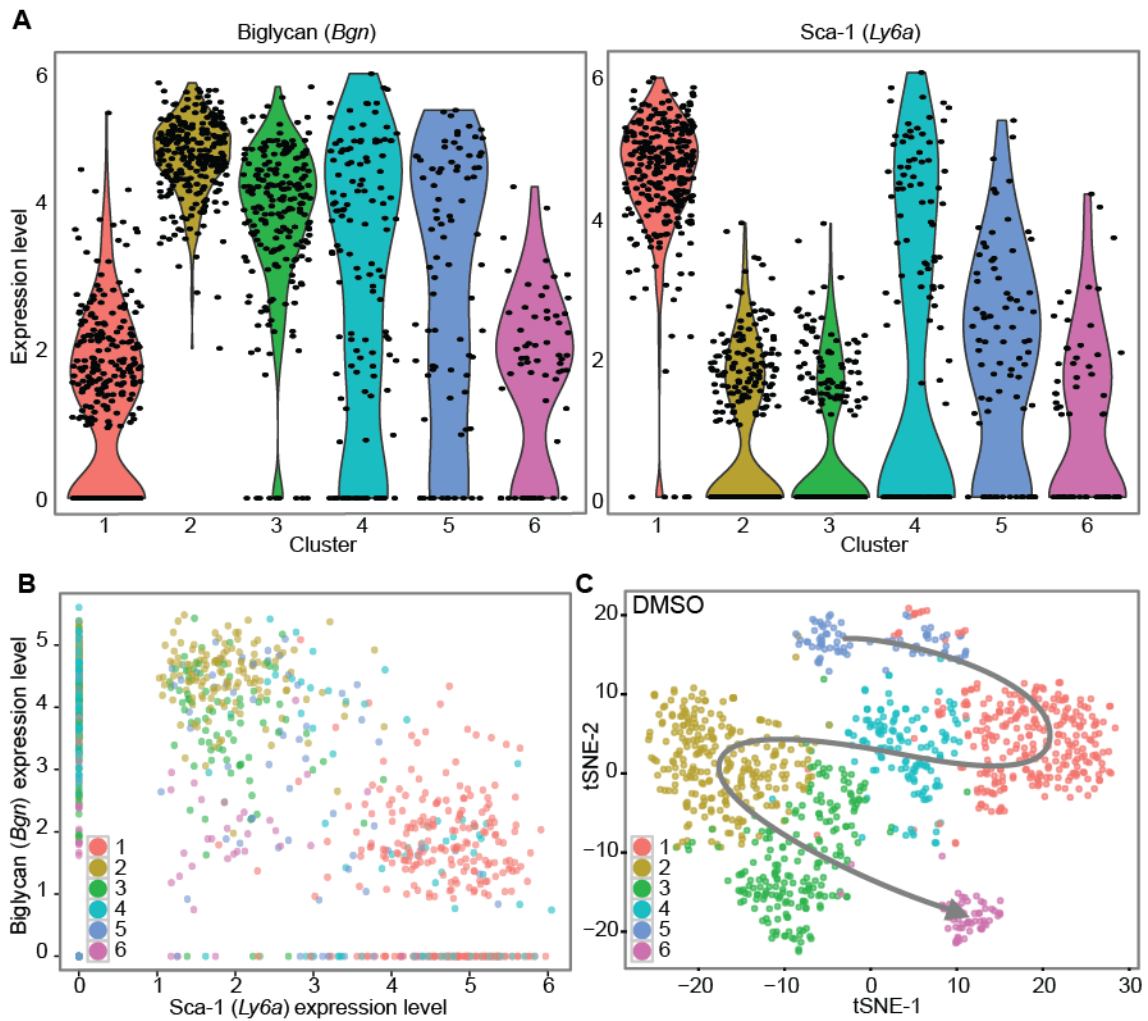 A
Biglycan (Bgn)
Sca-1 (Ly6a)
Expression level
6
4
2
0
1 2 3 4 5 6
Cluster
6
4
2
0
1 2 3 4 5 6
Cluster
B
Biglycan (Bgn) expression level
5
4
3
2
1
0
1
2
3
4
5
6
0 1 2 3 4 5 6
Sca-1 (Ly6a) expression level
C
DMSO
tSNE-2
20
10
0
−10
−20
1
2
3
4
5
6
−20 −10 0 10 20 30
tSNE-1